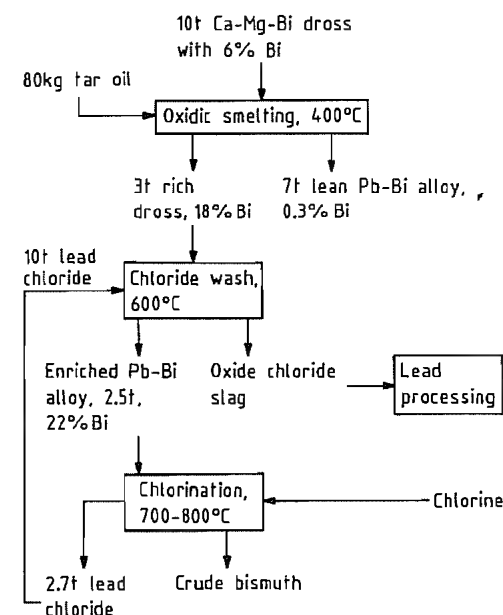 10t Ca-Mg-Bi dross
with 6% Bi
80kg tar oil
Oxidic smelting, 400°C
3t rich
dross, 18% Bi
7t lean Pb-Bi alloy,
0.3% Bi
10t lead
chloride
Chloride wash,
600°C
Enriched Pb-Bi
alloy, 2.5t,
22% Bi
Oxide chloride
slag
Lead
processing
Chlorination,
700-800°C
Chlorine
2.7t lead
chloride
Crude bismuth